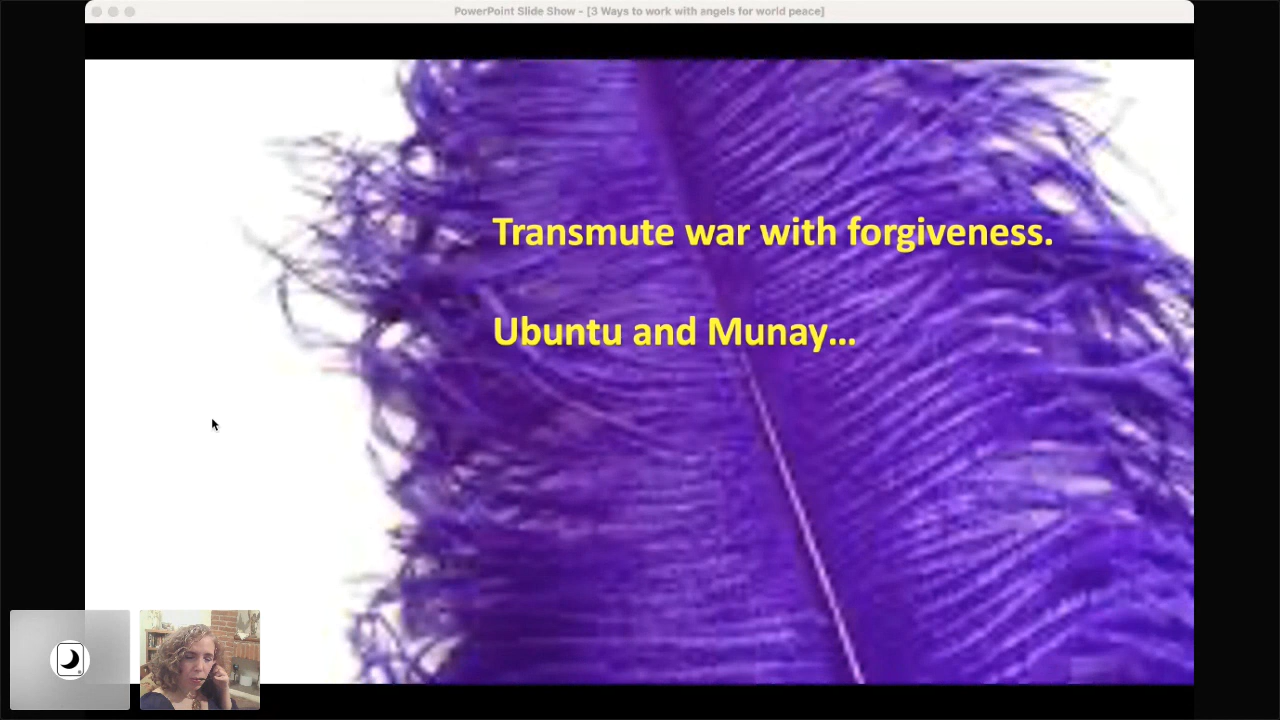 PowerPoint Slide Show - [3 Ways to work with angels for world peace]
Transmute war with forgiveness.
Ubuntu and Munay...